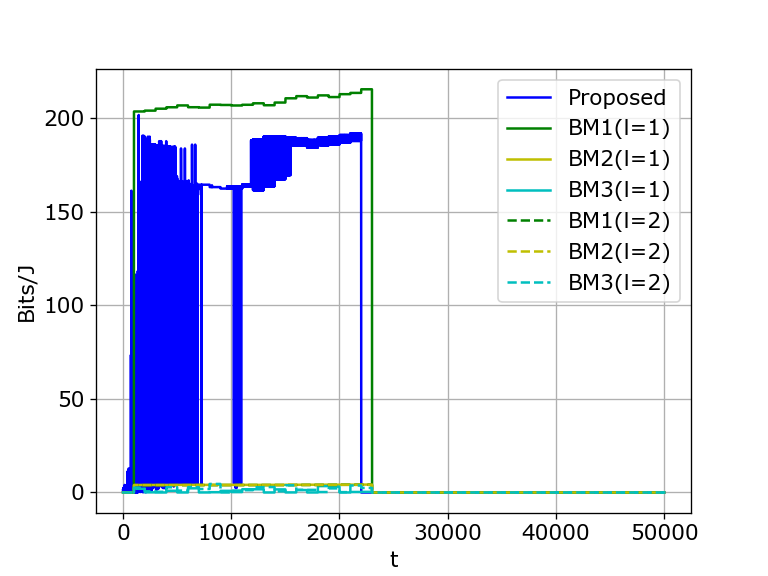 Proposed
BM1(l=1)
BM2(l=1)
BM3(l=1)
BM1(l=2)
BM2(l=2)
BM3(l=2)
200
150
100
50
0
Bits/J
0 10000 20000 30000 40000 50000
t